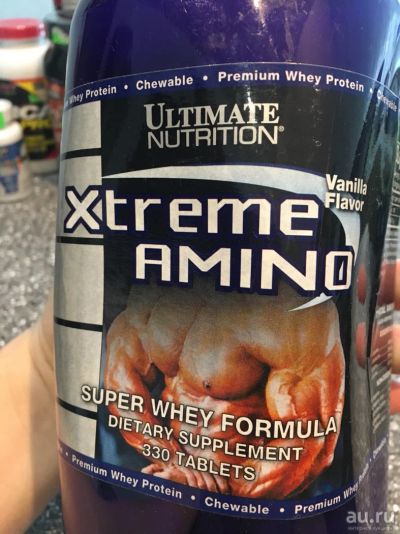 Whey Protein • Chewable • Premium Whey Protein •
ULTIMATE
NUTRITION®
Vanilla
Flavor
Xtreme
AMINO
SUPER WHEY FORMULA
DIETARY SUPPLEMENT
330 TABLETS
• Premium Whey Protein • Chewable • Premium
au.ru